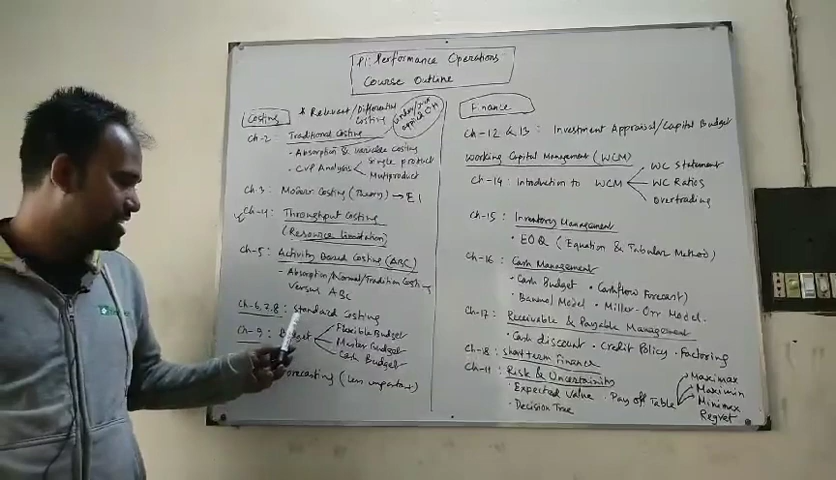 P1: Performance Operations
Course Outline
Costing
* Relevant/Differential
Costing
Ch-2: Traditional Costing
• Absorption & Variable Costing
• CVP Analysis
Single product
Multiproduct
Ch-3: Modern Costing (Theory) → E1
Ch-4: Throughput Costing
(Resource Limitation)
Ch-5: Activity Based Costing (ABC)
- Absorption/Normal/Tradition Costing
Versus ABC
Ch-6,7,8: Standard Costing
Ch-9: Budget
Flexible Budget
Master Budget
Cash Budget
Forecasting (Less important)
Finance
Ch-12 & 13: Investment Appraisal/Capital Budget
Working Capital Management (WCM)
Ch-14: Introduction to WCM
WC Statement
WC Ratios
Overtrading
Ch-15: Inventory Management
• EOQ (Equation & Tabular Method)
Ch-16: Cash Management
• Cash Budget • Cashflow Forecast)
• Baumol Model • Miller-Orr Model.
Ch-17: Receivable & Payable Management
• Cash discount • Credit Policy • Factoring
Ch-18: Short term Finance
Ch-11: Risk & Uncertainity
• Expected Value • Pay off Table
Maximax
Maximin
Minimax
Regret
• Decision Tree